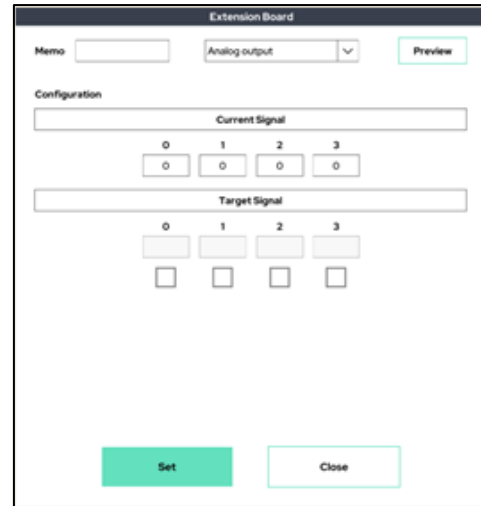 Extension Board
Memo Analog output Preview
Configuration
Current Signal
0 1 2 3
0 0 0 0
Target Signal
0 1 2 3
Set Close